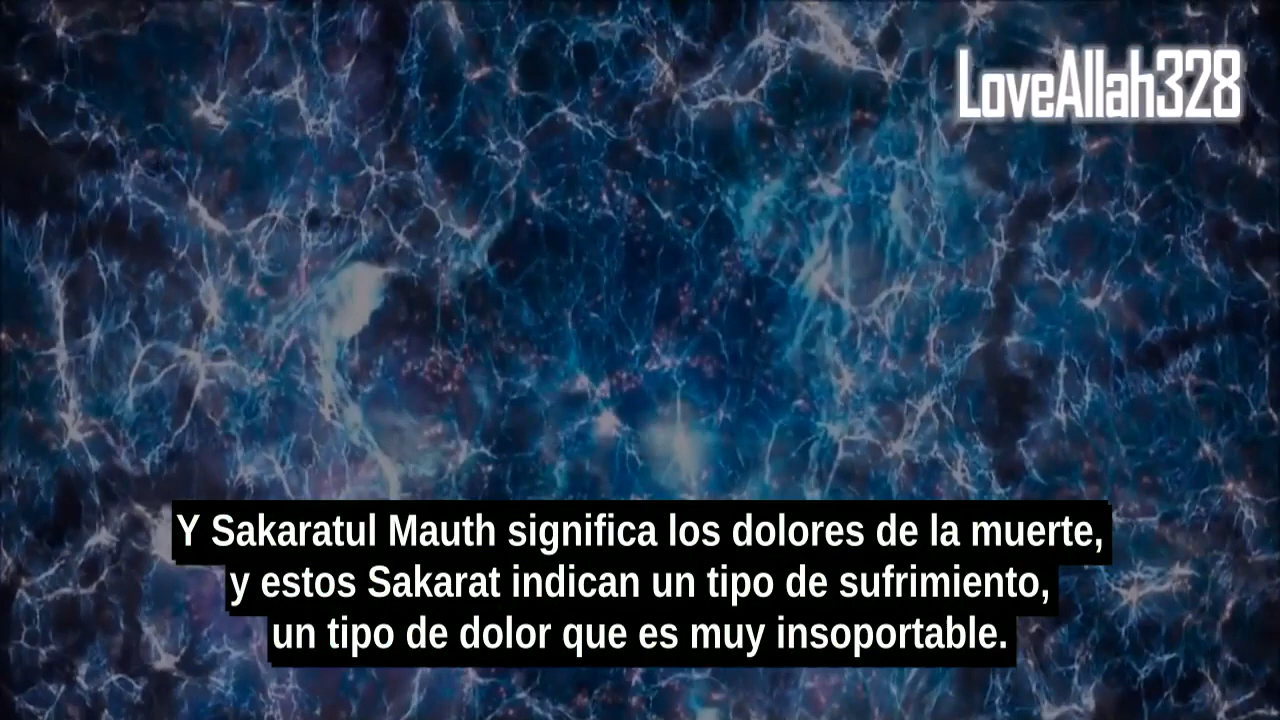 LoveAllah328
Y Sakaratul Mauth significa los dolores de la muerte,
y estos Sakarat indican un tipo de sufrimiento,
un tipo de dolor que es muy insoportable.